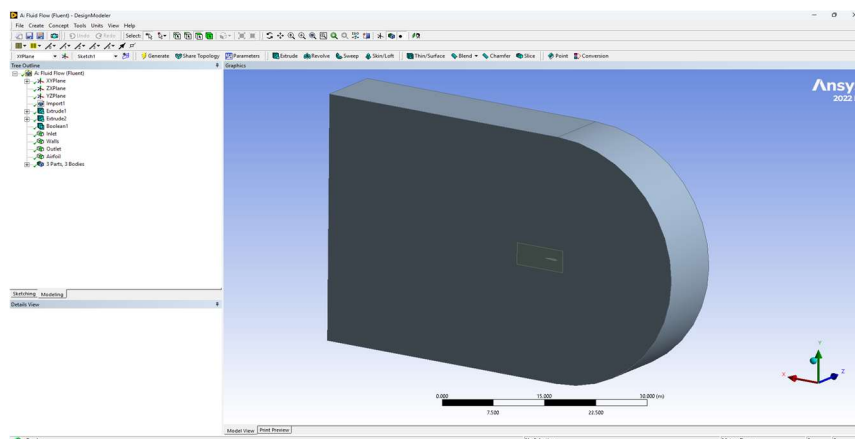 A: Fluid Flow (Fluent) - DesignModeler
File Create Concept Tools Units View Help
Undo Redo Select:
XYPlane Sketch1 Generate Share Topology Parameters Extrude Revolve Sweep Skin/Loft Thin/Surface Blend Chamfer Slice Point Conversion
Tree Outline Graphics
A: Fluid Flow (Fluent)
XYPlane
ZXPlane
YZPlane
Import1
Extrude1
Extrude2
Boolean1
Inlet
Walls
Outlet
Airfoil
3 Parts, 3 Bodies
Ansys
2022
Sketching Modeling
Details View
Y
X Z
0.000 15.000 30.000 (m)
7.500 22.500
Model View Print Preview